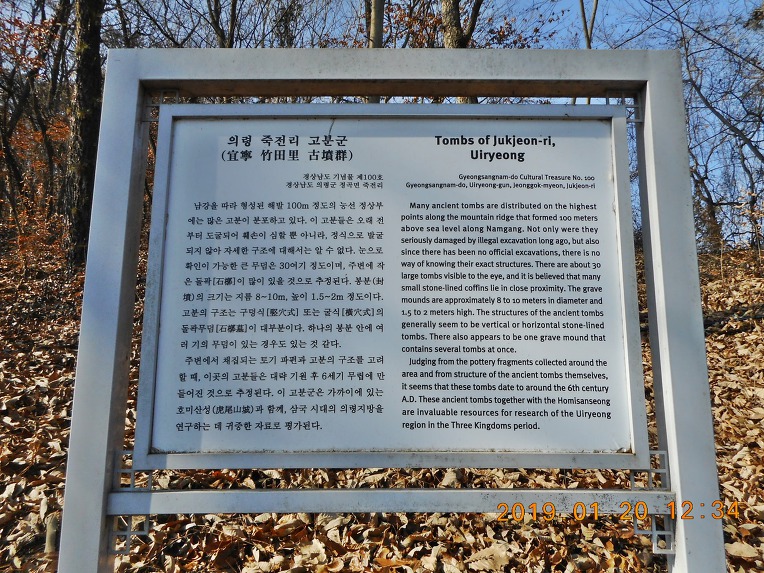 의령 죽전리 고분군
(宜寧 竹田里 古墳群)
경상남도 기념물 제100호
경상남도 의령군 정곡면 죽전리
남강을 따라 형성된 해발 100m 정도의 능선 정상부
에는 많은 고분이 분포하고 있다. 이 고분들은 오래 전
부터 도굴되어 훼손이 심할 뿐 아니라, 정식으로 발굴
되지 않아 자세한 구조에 대해서는 알 수 없다. 눈으로
확인이 가능한 큰 무덤은 30여기 정도이며, 주변에 작
은 돌곽[石槨]이 많이 있을 것으로 추정된다. 봉분(封
墳)의 크기는 지름 8~10m, 높이 1.5~2m 정도이다.
고분의 구조는 구덩식[竪穴式] 또는 굴식[橫穴式]의
돌곽무덤[石槨墓]이 대부분이다. 하나의 봉분 안에 여
러 기의 무덤이 있는 경우도 있는 것 같다.
주변에서 채집되는 토기 파편과 고분의 구조를 고려
할 때, 이곳의 고분들은 대략 기원 후 6세기 무렵에 만
들어진 것으로 추정된다. 이 고분군은 가까이에 있는
호미산성(虎尾山城)과 함께, 삼국 시대의 의령지방을
연구하는 데 귀중한 자료로 평가된다.
Tombs of Jukjeon-ri,
Uiryeong
Gyeongsangnam-do Cultural Treasure No. 100
Gyeongsangnam-do, Uiryeong-gun, Jeonggok-myeon, Jukjeon-ri
Many ancient tombs are distributed on the highest
points along the mountain ridge that formed 100 meters
above sea level along Namgang. Not only were they
seriously damaged by illegal excavation long ago, but also
since there has been no official excavations, there is no
way of knowing their exact structures. There are about 30
large tombs visible to the eye, and it is believed that many
small stone-lined coffins lie in close proximity. The grave
mounds are approximately 8 to 10 meters in diameter and
1.5 to 2 meters high. The structures of the ancient tombs
generally seem to be vertical or horizontal stone-lined
tombs. There also appears to be one grave mound that
contains several tombs at once.
Judging from the pottery fragments collected around the
area and from structure of the ancient tombs themselves,
it seems that these tombs date to around the 6th century
A.D. These ancient tombs together with the Homisanseong
are invaluable resources for research of the Uiryeong
region in the Three Kingdoms period.
2019.01.20 12:34